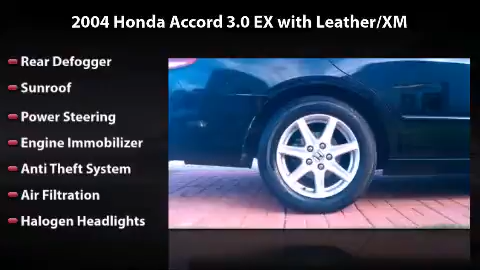 2004 Honda Accord 3.0 EX with Leather/XM
Rear Defogger
Sunroof
Power Steering
Engine Immobilizer
Anti Theft System
Air Filtration
Halogen Headlights